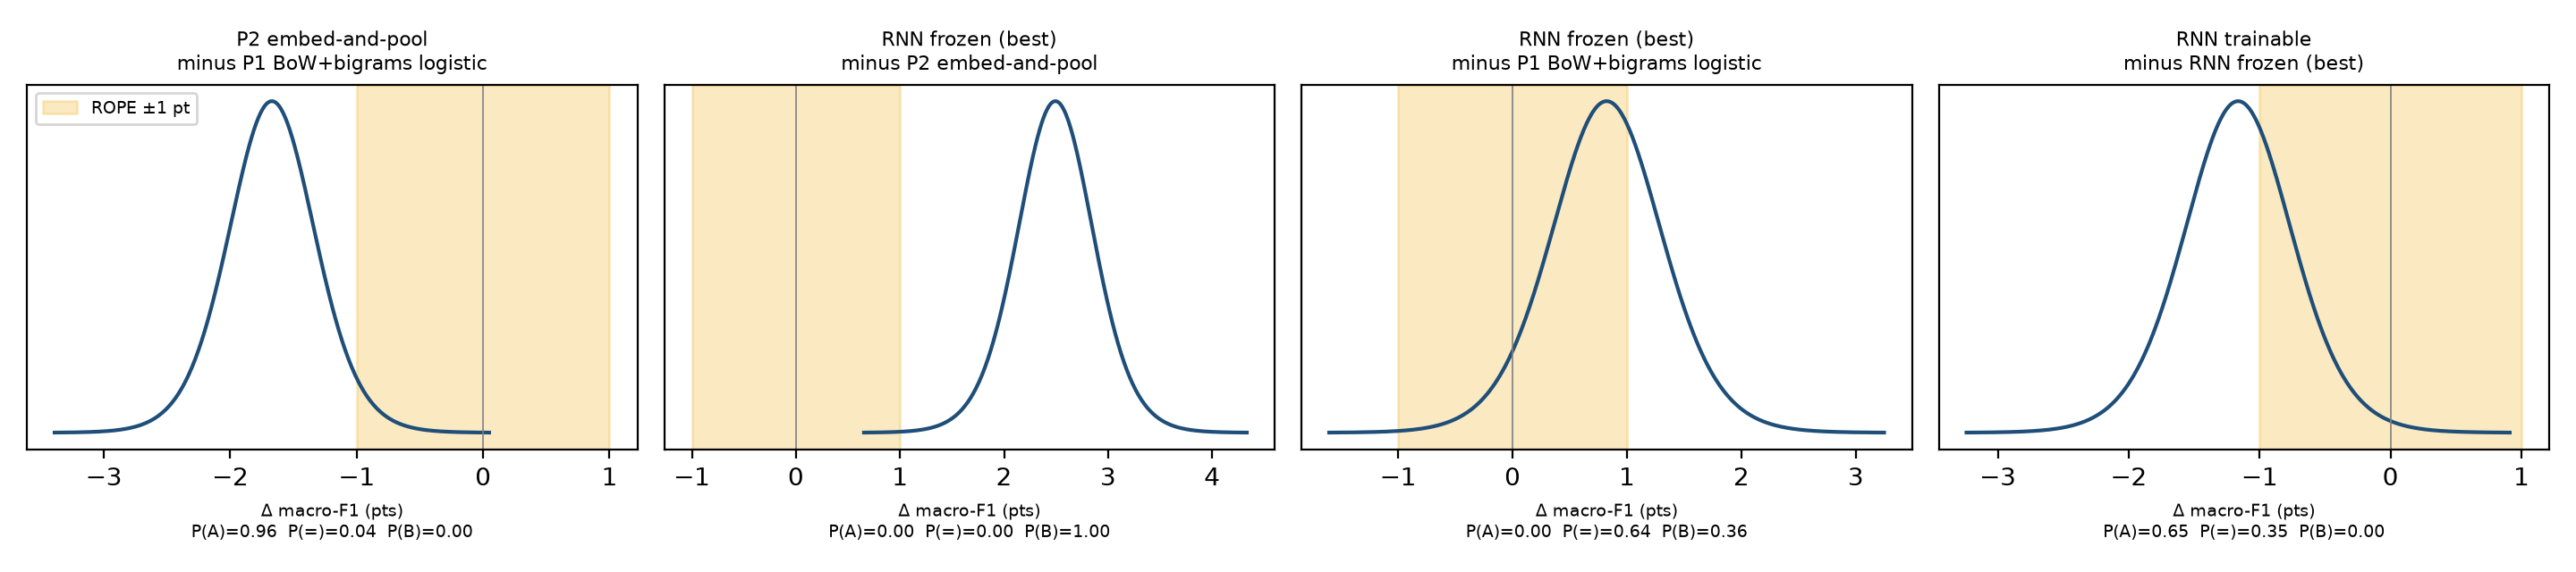 P2 embed-and-pool
minus P1 BoW+bigrams logistic
ROPE ±1 pt
−3 −2 −1 0 1
Δ macro-F1 (pts)
P(A)=0.96 P(=)=0.04 P(B)=0.00
RNN frozen (best)
minus P2 embed-and-pool
−1 0 1 2 3 4
Δ macro-F1 (pts)
P(A)=0.00 P(=)=0.00 P(B)=1.00
RNN frozen (best)
minus P1 BoW+bigrams logistic
−1 0 1 2 3
Δ macro-F1 (pts)
P(A)=0.00 P(=)=0.64 P(B)=0.36
RNN trainable
minus RNN frozen (best)
−3 −2 −1 0 1
Δ macro-F1 (pts)
P(A)=0.65 P(=)=0.35 P(B)=0.00